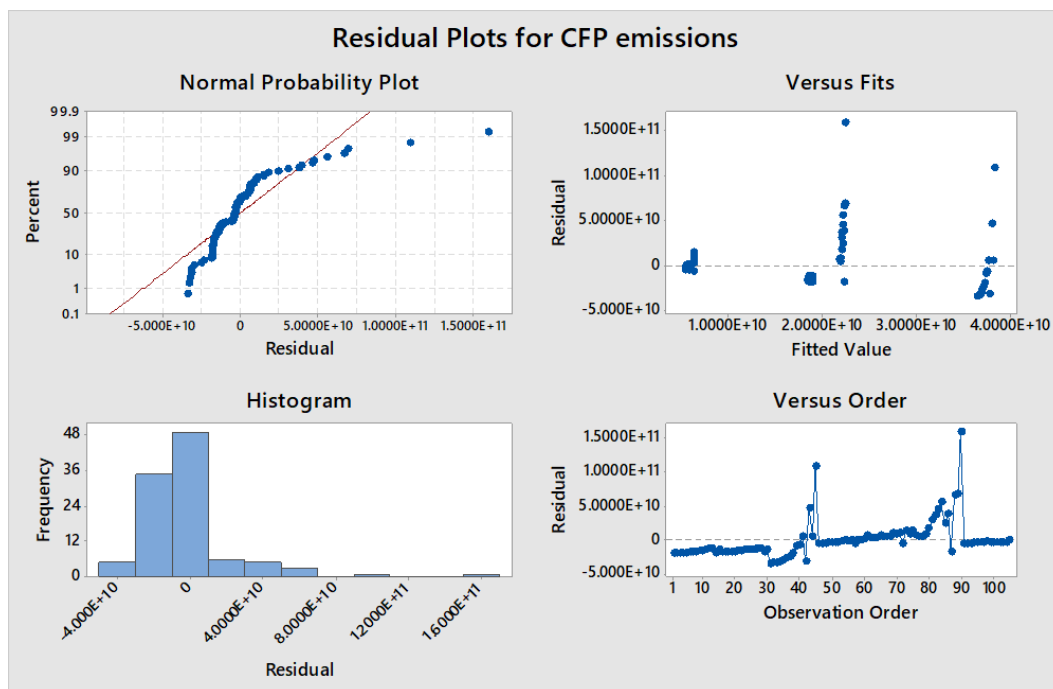 Residual Plots for CFP emissions
Normal Probability Plot
99.9
99
90
50
10
1
0.1
Percent
-5.0000E+10 0 5.0000E+10 1.0000E+11 1.5000E+11
Residual
Versus Fits
1.5000E+11
1.0000E+11
5.0000E+10
0
-5.0000E+10
Residual
1.0000E+10 2.0000E+10 3.0000E+10 4.0000E+10
Fitted Value
Histogram
48
36
24
12
0
Frequency
-4.000E+10 0 4.0000E+10 8.0000E+10 12000E+11 16000E+11
Residual
Versus Order
1.5000E+11
1.0000E+11
5.0000E+10
0
-5.0000E+10
Residual
1 10 20 30 40 50 60 70 80 90 100
Observation Order